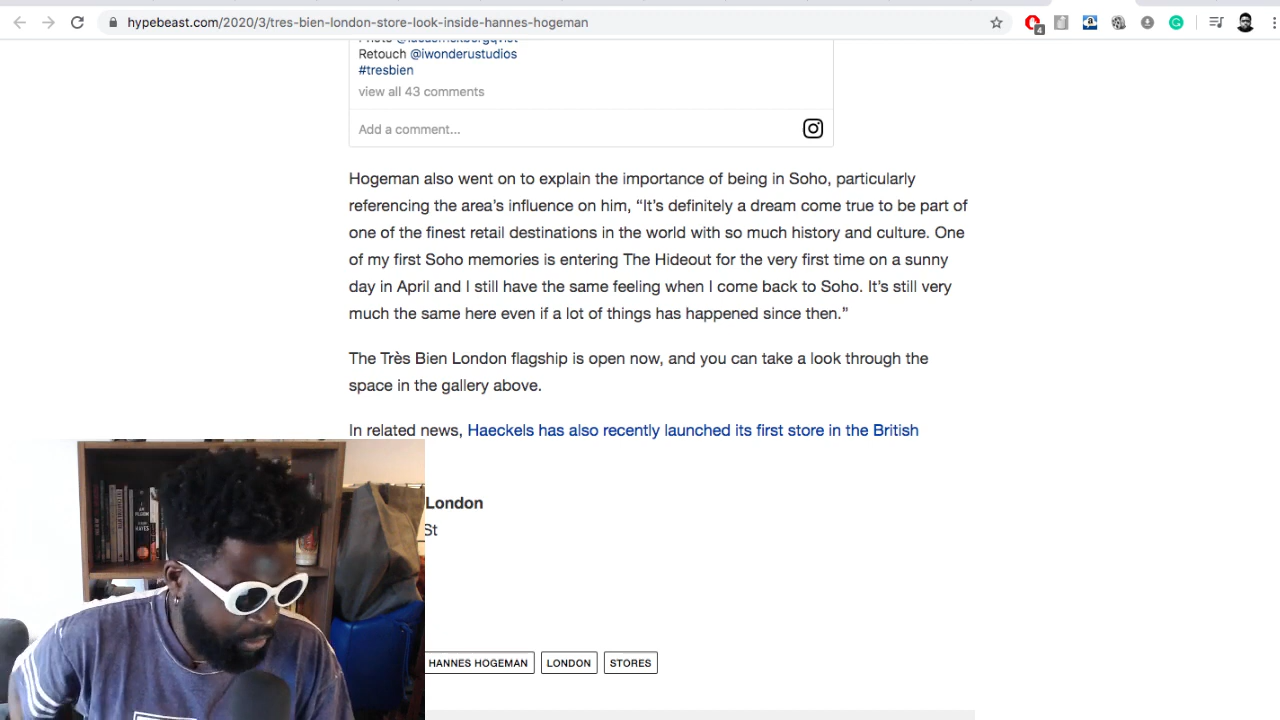 hypebeast.com/2020/3/tres-bien-london-store-look-inside-hannes-hogeman
4
Retouch @iwonderustudios
#tresbien
view all 43 comments
Add a comment...
Hogeman also went on to explain the importance of being in Soho, particularly
referencing the area’s influence on him, “It’s definitely a dream come true to be part of
one of the finest retail destinations in the world with so much history and culture. One
of my first Soho memories is entering The Hideout for the very first time on a sunny
day in April and I still have the same feeling when I come back to Soho. It’s still very
much the same here even if a lot of things has happened since then.”
The Très Bien London flagship is open now, and you can take a look through the
space in the gallery above.
In related news, Haeckels has also recently launched its first store in the British
London
St
HANNES HOGEMAN LONDON STORES